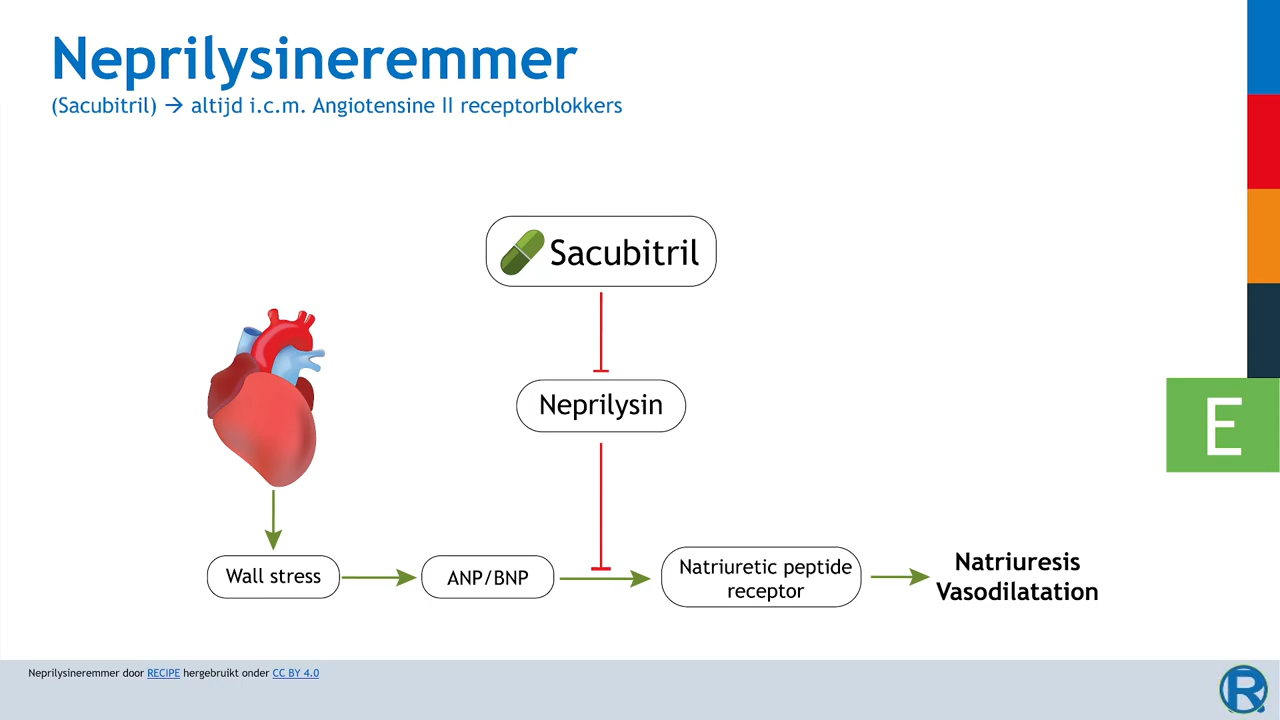 Neprilysineremmer
(Sacubitril) → altijd i.c.m. Angiotensine II receptorblokkers
Sacubitril
Neprilysin
E
Wall stress
ANP/BNP
Natriuretic peptide
receptor
Natriuresis
Vasodilatation
Neprilysineremmer door RECIPE hergebruikt onder CC BY 4.0
R